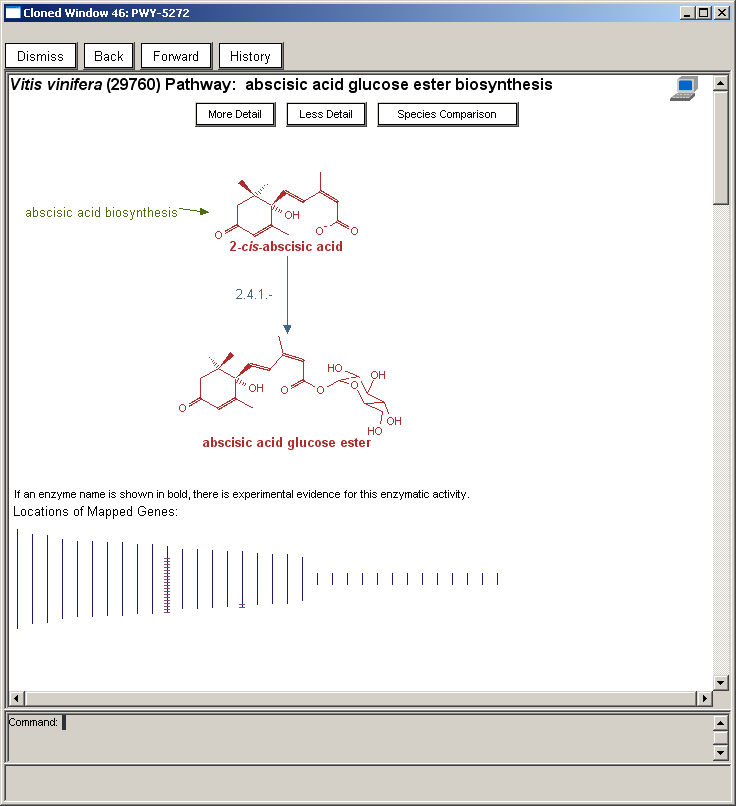 Cloned Window 46: PWY-5272
Dismiss Back Forward History
Vitis vinifera (29760) Pathway: abscisic acid glucose ester biosynthesis
More Detail Less Detail Species Comparison
abscisic acid biosynthesis
OH
O
O-
O
2-cis-abscisic acid
2.4.1.-
HO
OH
OH
O
O
O
O
OH
HO
abscisic acid glucose ester
If an enzyme name is shown in bold, there is experimental evidence for this enzymatic activity.
Locations of Mapped Genes:
Command: